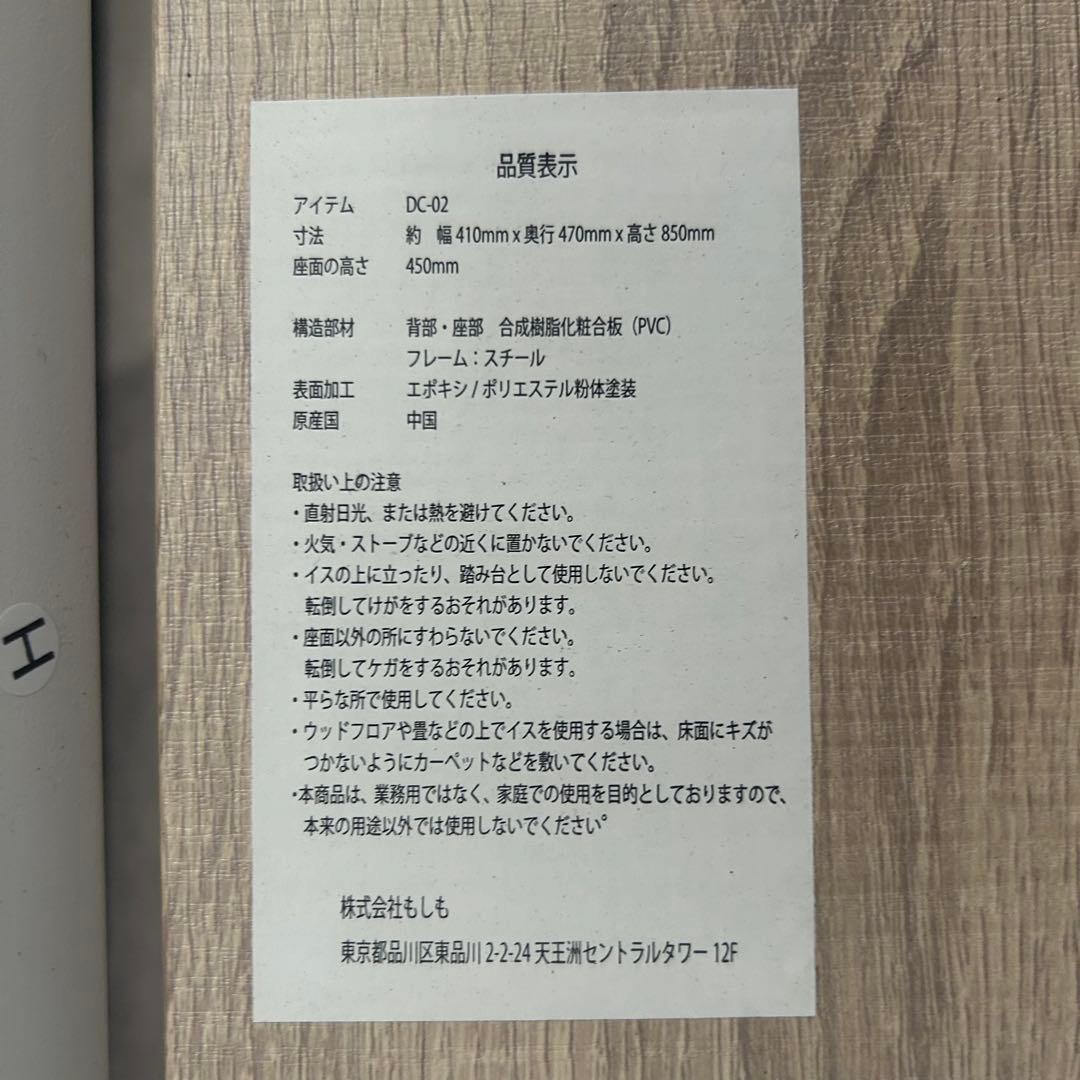 品質表示
アイテム DC-02
寸法 約 幅 410mm x 奥行 470mm x 高さ 850mm
座面の高さ 450mm
構造部材 背部・座部 合成樹脂化粧合板（PVC）
フレーム：スチール
表面加工 エポキシ / ポリエステル粉体塗装
原産国 中国
取扱い上の注意
・直射日光、または熱を避けてください。
・火気・ストーブなどの近くに置かないでください。
・イスの上に立ったり、踏み台として使用しないでください。
転倒してけがをするおそれがあります。
・座面以外の所にすわらないでください。
転倒してケガをするおそれがあります。
・平らな所で使用してください。
・ウッドフロアや畳などの上でイスを使用する場合は、床面にキズが
つかないようにカーペットなどを敷いてください。
・本商品は、業務用ではなく、家庭での使用を目的としておりますので、
本来の用途以外では使用しないでください。
株式会社もしも
東京都品川区東品川 2-2-24 天王洲セントラルタワー 12F
H